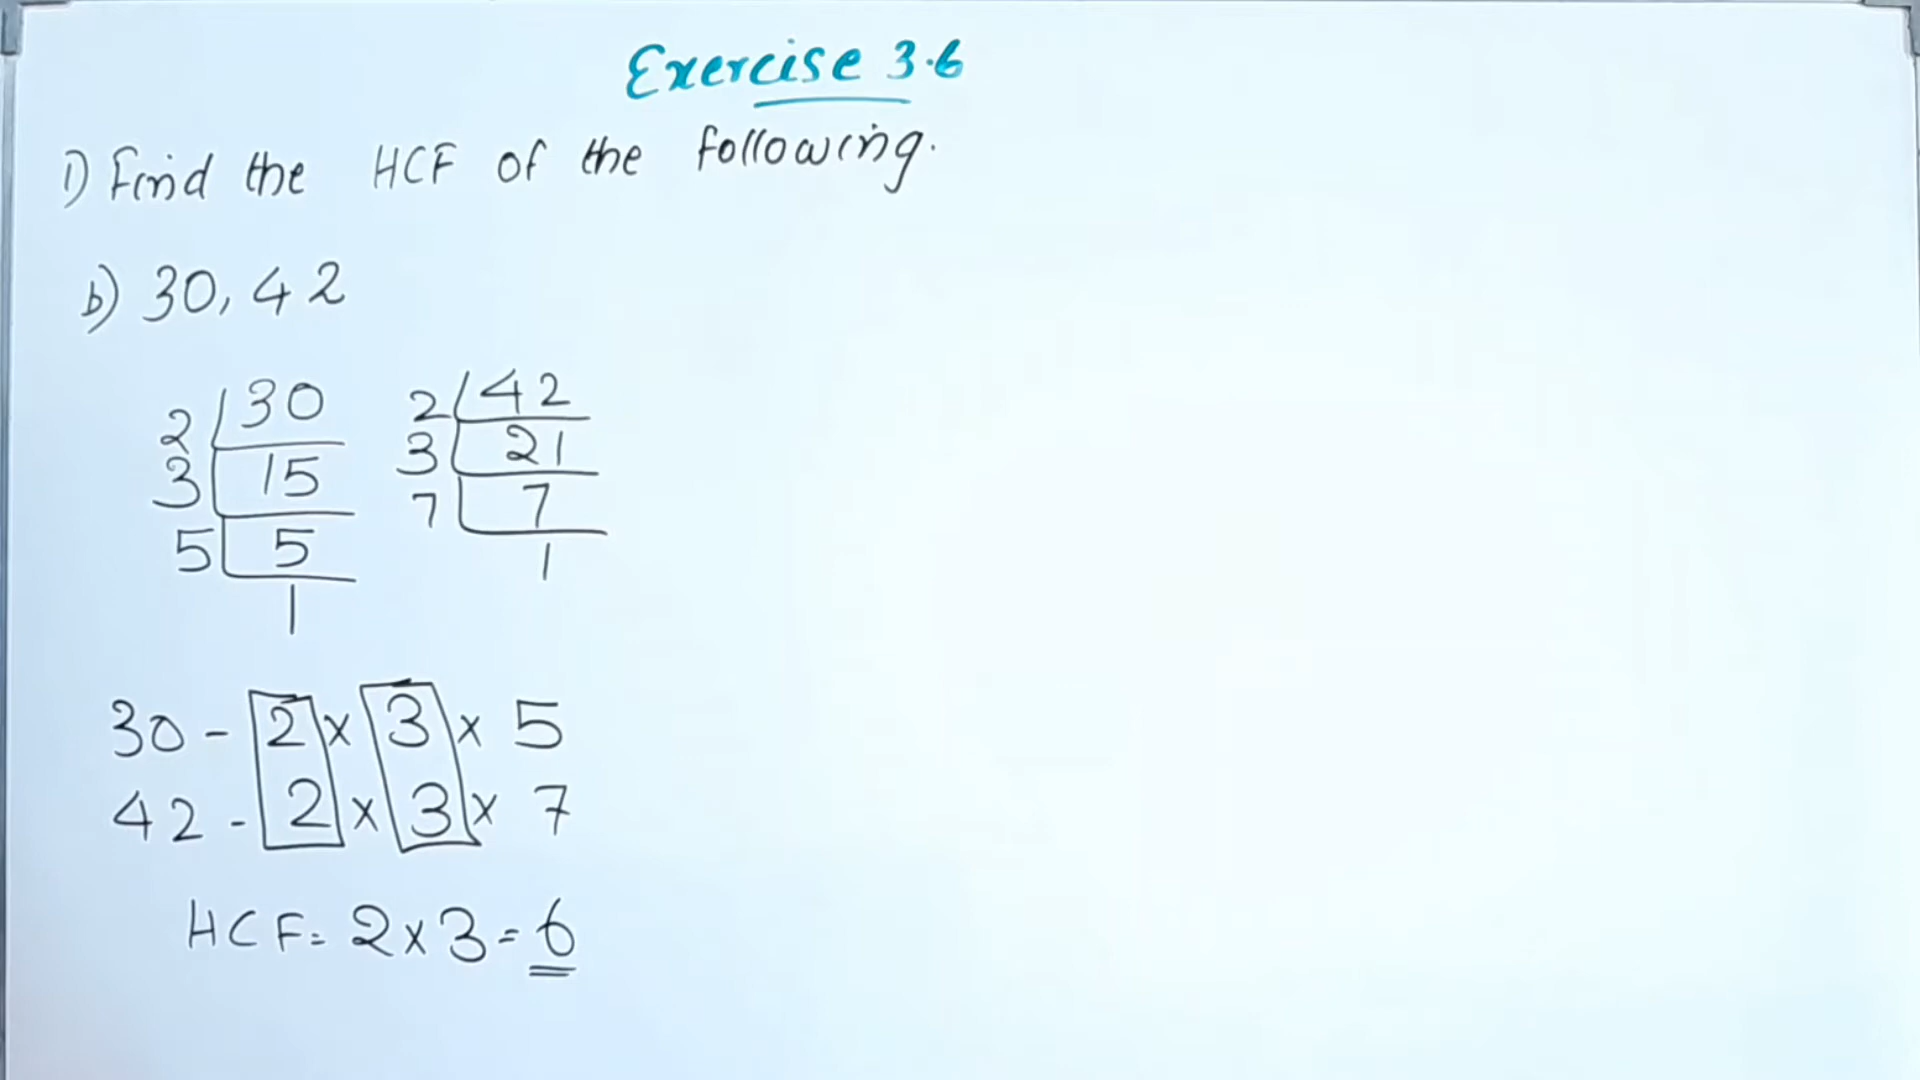 Exercise 3.6
1) Find the HCF of the following.
b) 30, 42
2 30
3 15
5 5
1
2 42
3 21
7 7
1
30 - 2 x 3 x 5
42 - 2 x 3 x 7
HCF = 2 x 3 = 6